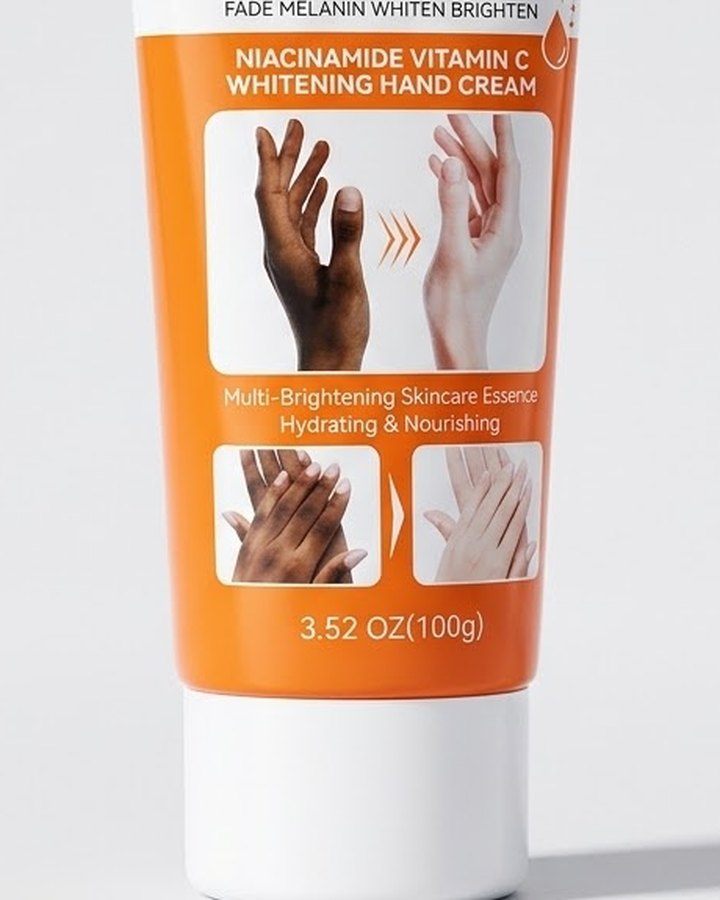 FADE MELANIN WHITEN BRIGHTEN
NIACINAMIDE VITAMIN C
WHITENING HAND CREAM
Multi-Brightening Skincare Essence
Hydrating & Nourishing
3.52 OZ(100g)